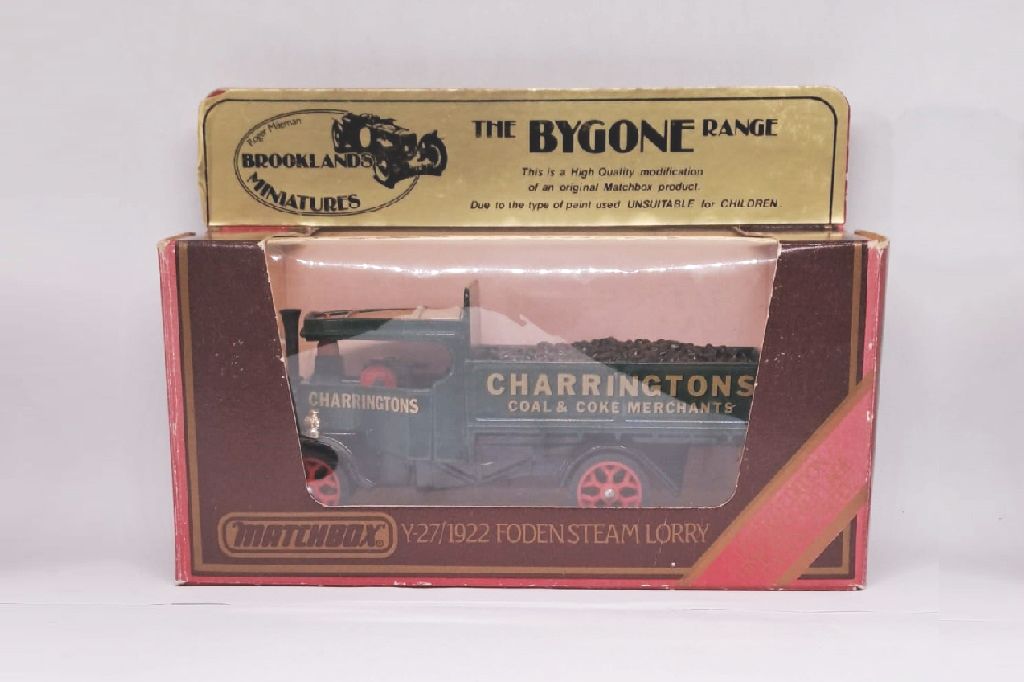 Roger Mileman
BROOKLANDS
MINIATURES
THE BYGONE RANGE
This is a High Quality modification
of an original Matchbox product.
Due to the type of paint used UNSUITABLE for CHILDREN.
CHARRINGTONS
CHARRINGTONS
COAL & COKE MERCHANTS
"MATCHBOX"®
Y-27/1922 FODEN STEAM LORRY